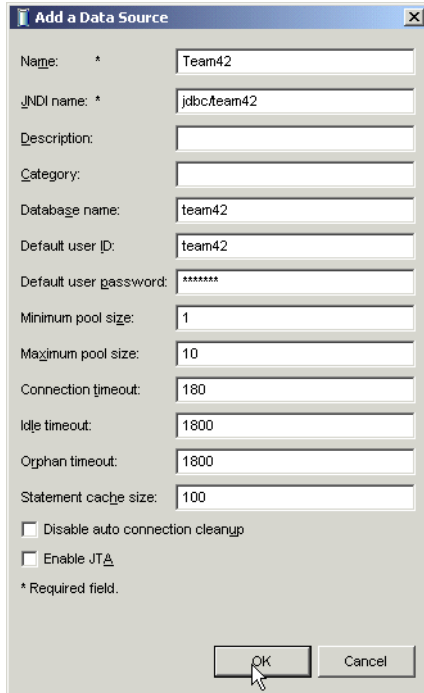 Add a Data Source
Name: * Team42
JNDI name: * jdbc/team42
Description:
Category:
Database name: team42
Default user ID: team42
Default user password: *******
Minimum pool size: 1
Maximum pool size: 10
Connection timeout: 180
Idle timeout: 1800
Orphan timeout: 1800
Statement cache size: 100
Disable auto connection cleanup
Enable JTA
* Required field.
OK Cancel